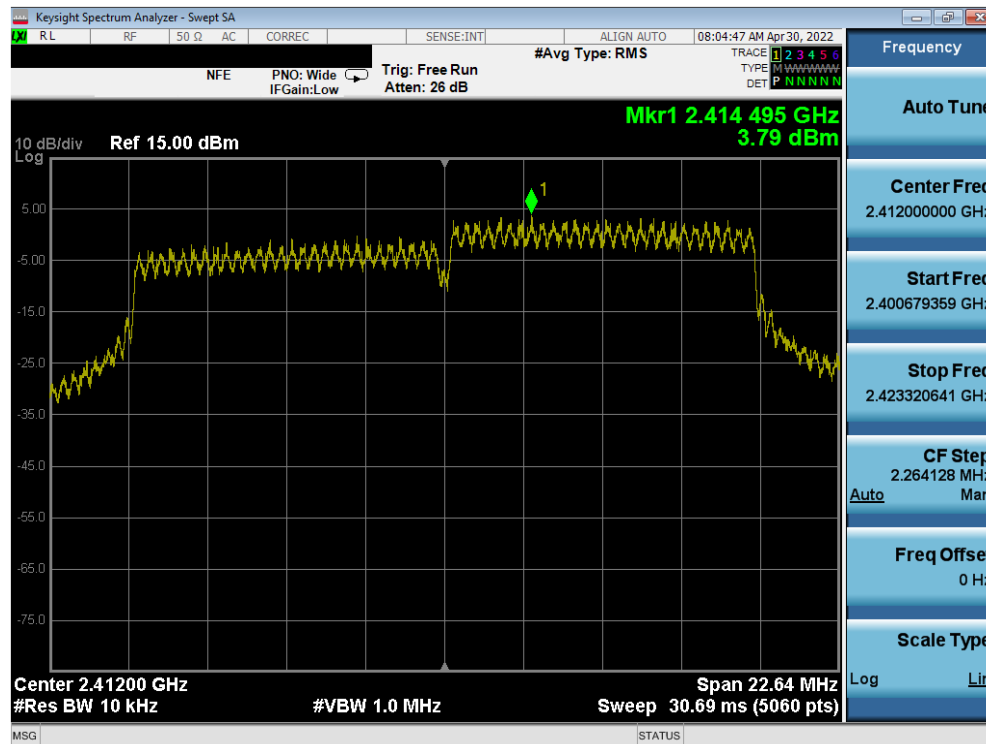 Keysight Spectrum Analyzer - Swept SA
LXI RL RF 50 Ω AC CORREC SENSE:INT ALIGN AUTO 08:04:47 AM Apr 30, 2022
#Avg Type: RMS TRACE 1 2 3 4 5 6
NFE PNO: Wide Trig: Free Run TYPE M W W W W W
IFGain:Low Atten: 26 dB DET P N N N N N
Mkr1 2.414 495 GHz
3.79 dBm
10 dB/div Ref 15.00 dBm
Log
1
5.00
-5.00
-15.0
-25.0
-35.0
-45.0
-55.0
-65.0
-75.0
Center 2.41200 GHz Span 22.64 MHz
#Res BW 10 kHz #VBW 1.0 MHz Sweep 30.69 ms (5060 pts)
MSG STATUS
Frequency
Auto Tune
Center Freq
2.412000000 GHz
Start Freq
2.400679359 GHz
Stop Freq
2.423320641 GHz
CF Step
2.264128 MHz
Auto Man
Freq Offset
0 Hz
Scale Type
Log Lin